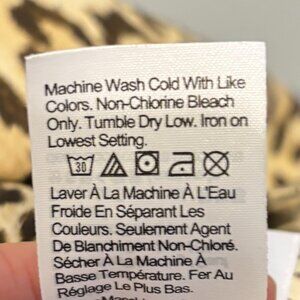 Machine Wash Cold With Like
Colors. Non-Chlorine Bleach
Only. Tumble Dry Low. Iron on
Lowest Setting.
30
Laver À La Machine À L'Eau
Froide En Séparant Les
Couleurs. Seulement Agent
De Blanchiment Non-Chloré.
Sécher À La Machine À
Basse Température. Fer Au
Réglage Le Plus Bas.